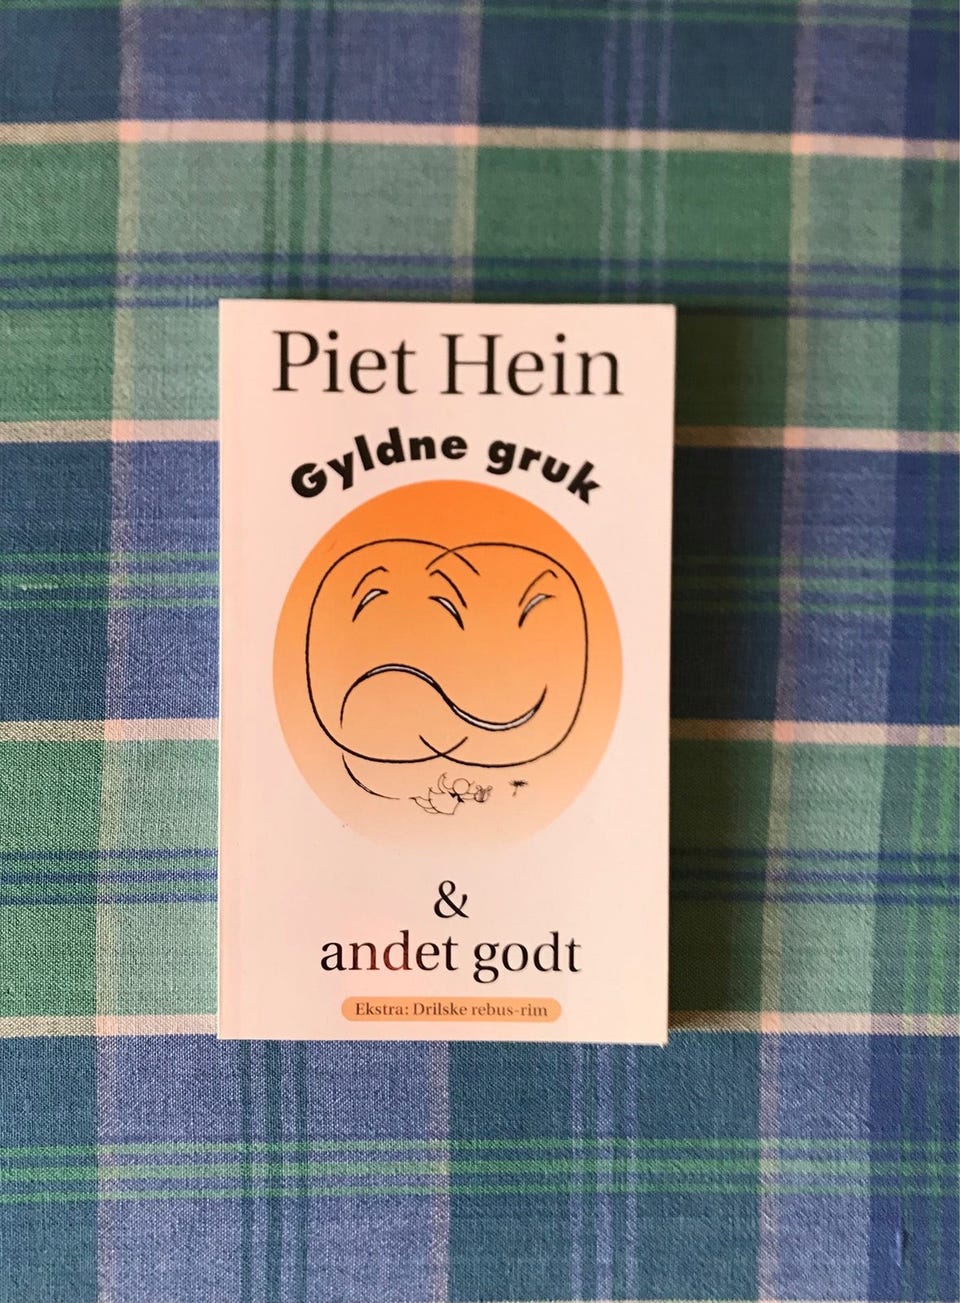 Piet Hein
Gyldne gruk
&
andet godt
Ekstra: Drilske rebus-rim